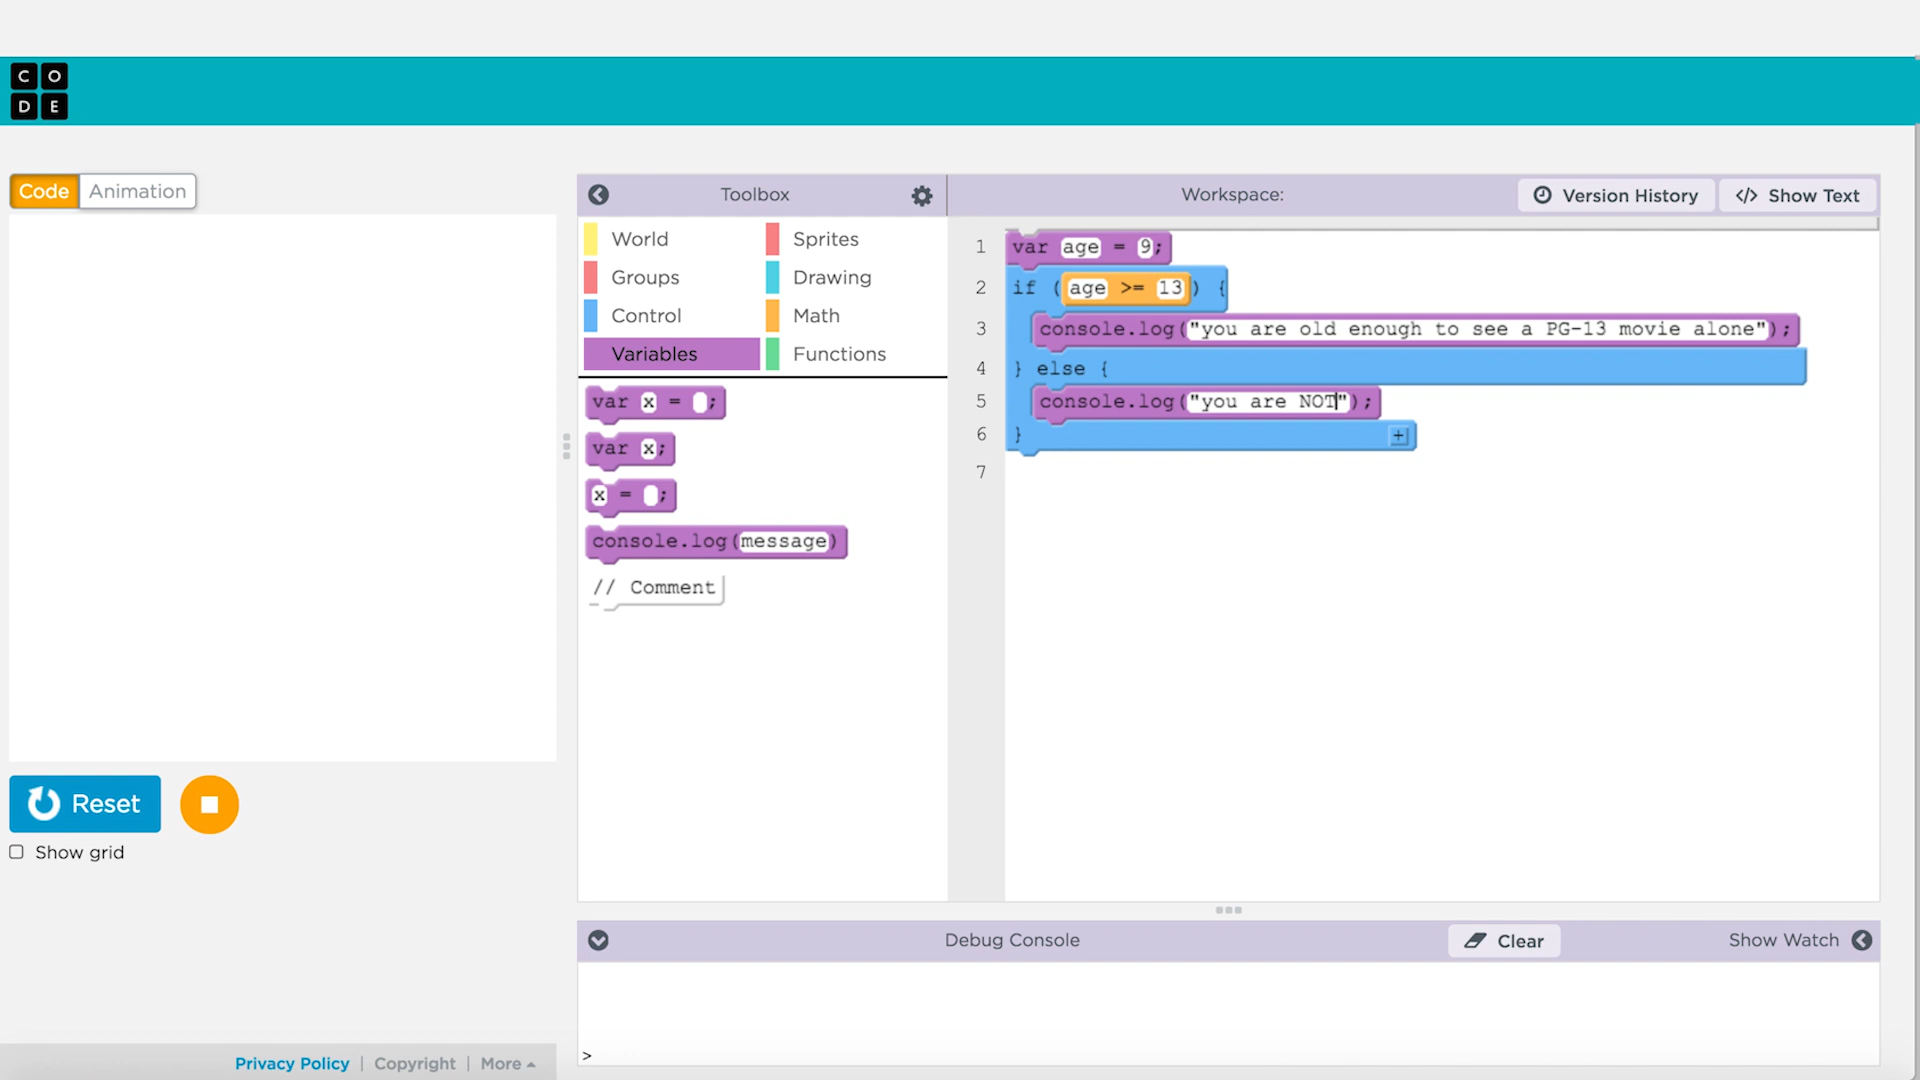 C O
D E
Code Animation
Toolbox
Workspace:
Version History
</> Show Text
World Sprites
Groups Drawing
Control Math
Variables Functions
var x = ;
var x;
x = ;
console.log(message)
// Comment
1 var age = 9;
2 if (age >= 13) {
3 console.log("you are old enough to see a PG-13 movie alone");
4 } else {
5 console.log("you are NOT");
6 }
7
Reset
Show grid
Debug Console
Clear
Show Watch
>
Privacy Policy | Copyright | More